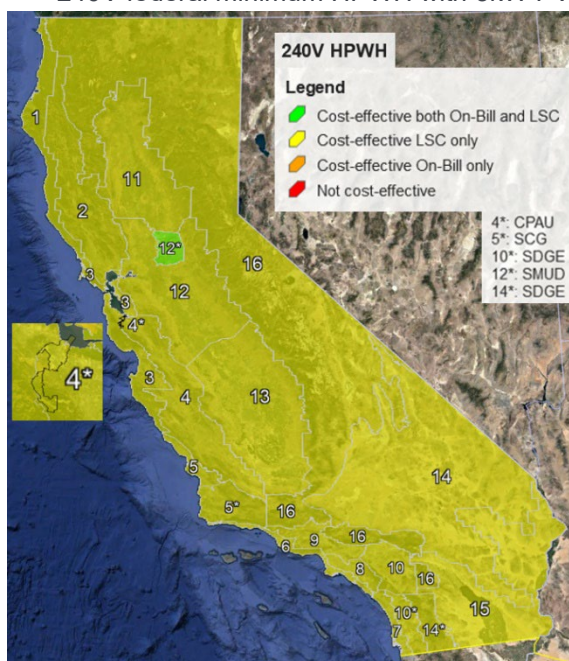 240V HPWH
Legend
Cost-effective both On-Bill and LSC
Cost-effective LSC only
Cost-effective On-Bill only
Not cost-effective
4*: CPAU
5*: SCG
10*: SDGE
12*: SMUD
14*: SDGE
1
11
2
12*
16
3
12
3
4*
4*
3
4
13
5
14
5*
16
16
6
9
8
10
16
15
10*
7
14*